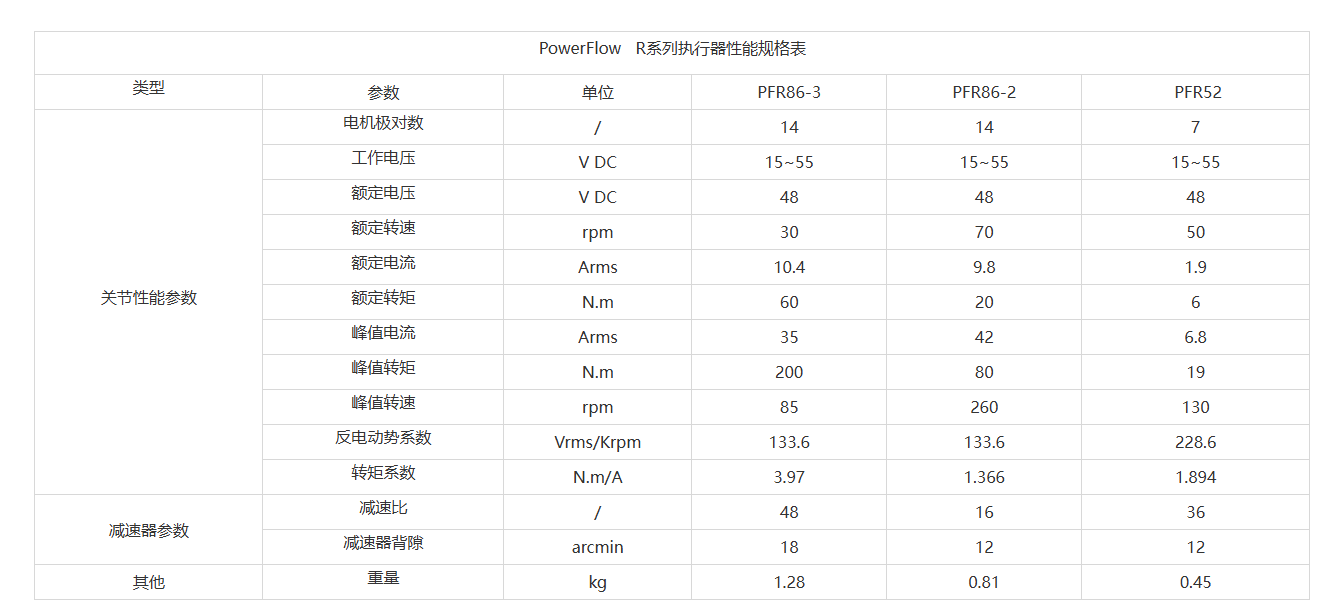 PowerFlow R系列执行器性能规格表
类型 参数 单位 PFR86-3 PFR86-2 PFR52
关节性能参数 电机极对数 / 14 14 7
工作电压 V DC 15~55 15~55 15~55
额定电压 V DC 48 48 48
额定转速 rpm 30 70 50
额定电流 Arms 10.4 9.8 1.9
额定转矩 N.m 60 20 6
峰值电流 Arms 35 42 6.8
峰值转矩 N.m 200 80 19
峰值转速 rpm 85 260 130
反电动势系数 Vrms/Krpm 133.6 133.6 228.6
转矩系数 N.m/A 3.97 1.366 1.894
减速器参数 减速比 / 48 16 36
减速器背隙 arcmin 18 12 12
其他 重量 kg 1.28 0.81 0.45